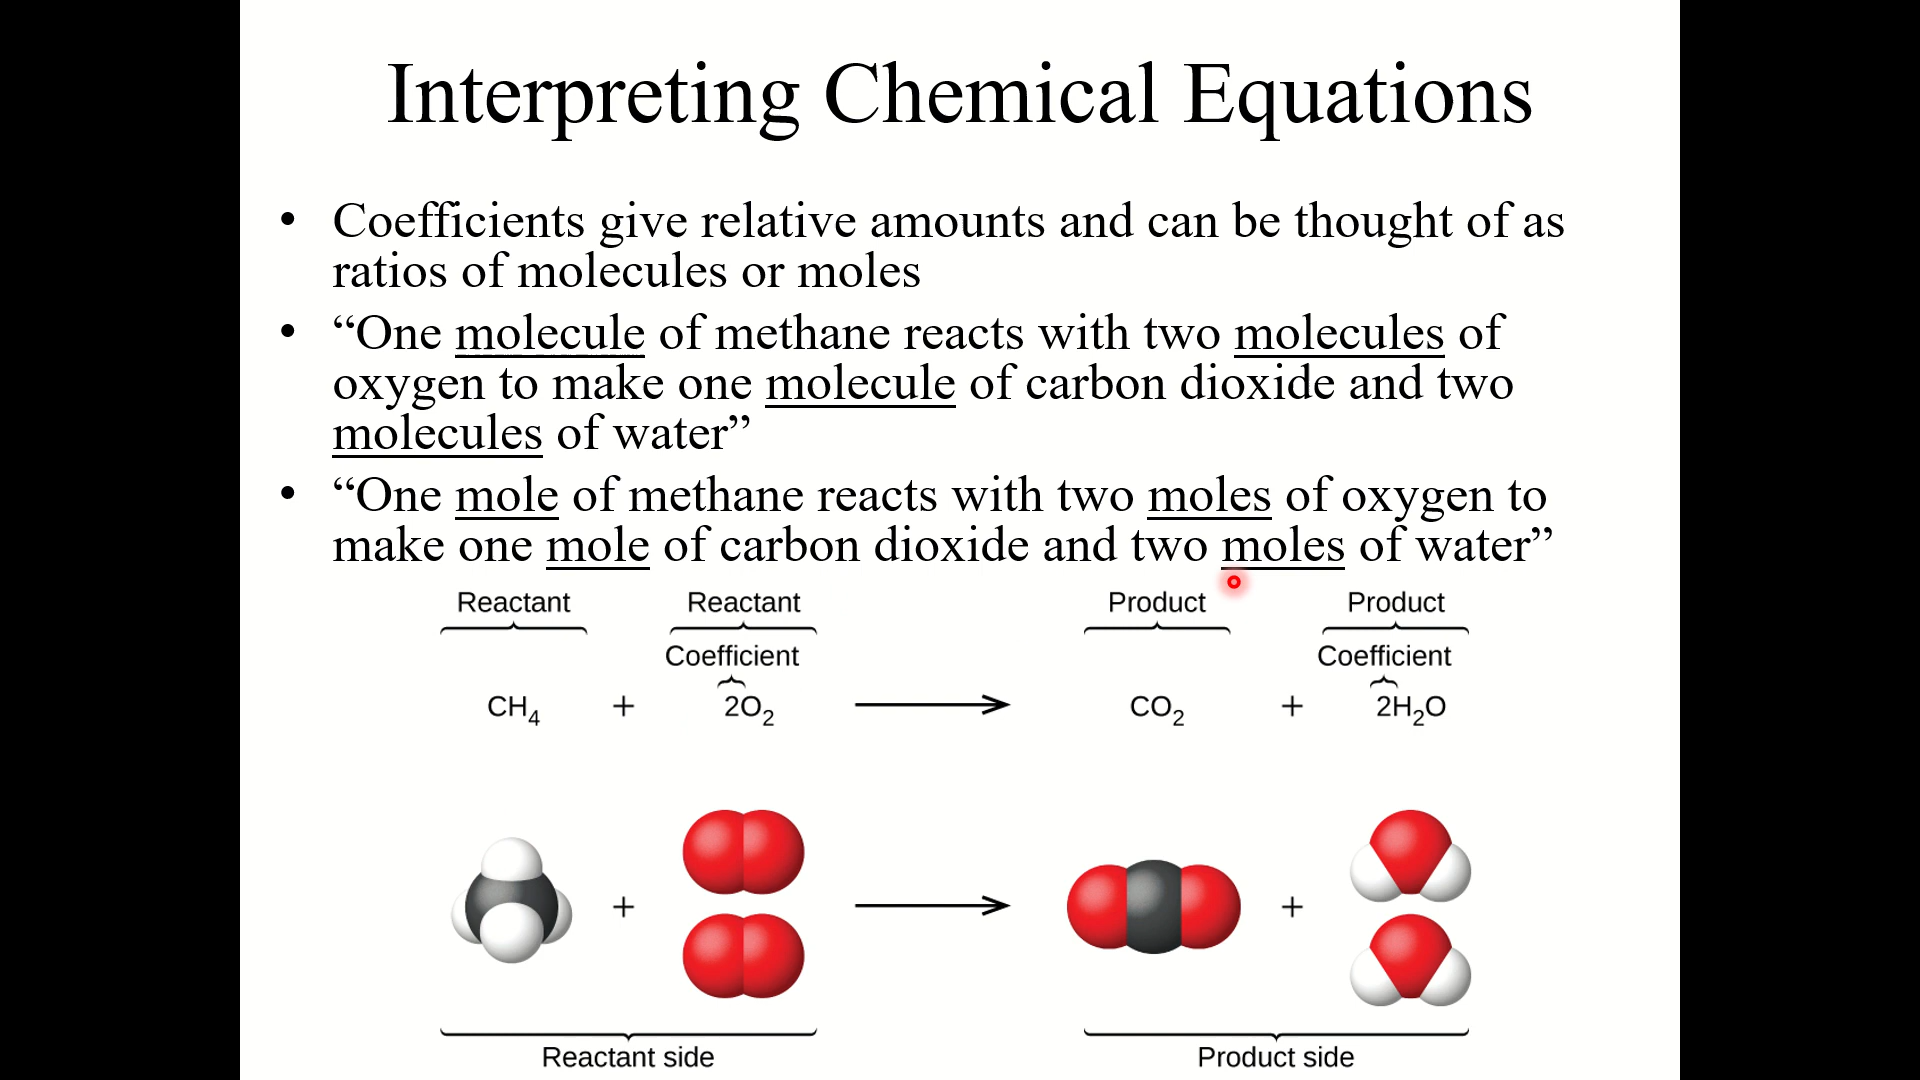 Interpreting Chemical Equations
• Coefficients give relative amounts and can be thought of as
ratios of molecules or moles
• “One molecule of methane reacts with two molecules of
oxygen to make one molecule of carbon dioxide and two
molecules of water”
• “One mole of methane reacts with two moles of oxygen to
make one mole of carbon dioxide and two moles of water”
Reactant Reactant Product Product
Coefficient Coefficient
CH₄ + 2O₂ → CO₂ + 2H₂O
+ → +
Reactant side Product side